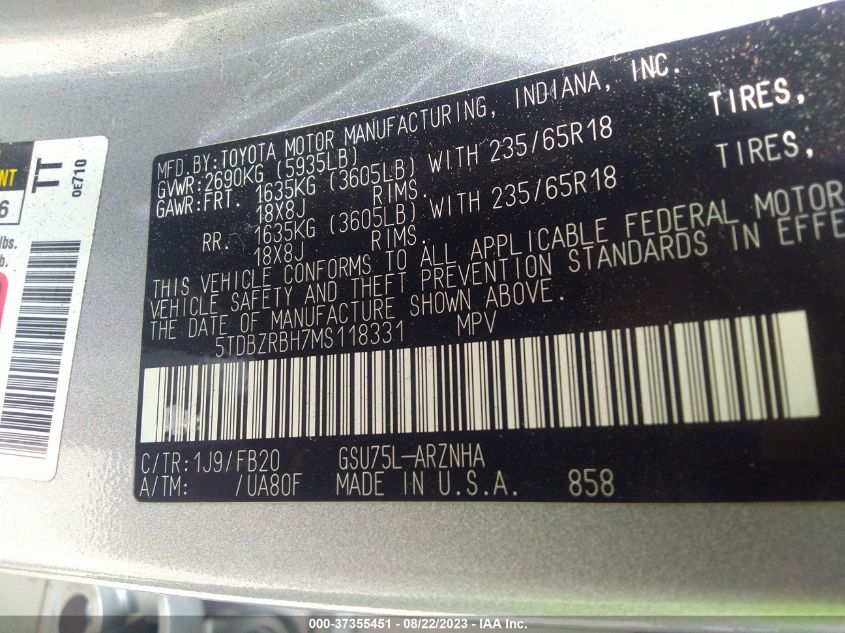 MFD. BY: TOYOTA MOTOR MANUFACTURING, INDIANA, INC.
GVWR: 2690KG (5935LB)
GAWR: FRT. 1635KG (3605LB) WITH 235/65R18 TIRES,
18X8J RIMS.
RR. 1635KG (3605LB) WITH 235/65R18 TIRES,
18X8J RIMS.
THIS VEHICLE CONFORMS TO ALL APPLICABLE FEDERAL MOTOR
VEHICLE SAFETY AND THEFT PREVENTION STANDARDS IN EFFE
THE DATE OF MANUFACTURE SHOWN ABOVE.
5TDBZRBH7MS118331 MPV
C/TR: 1J9/FB20 GSU75L-ARZNHA
A/TM: /UA80F MADE IN U.S.A. 858
NT
6
lbs.
b.
TT
0E710
000-37355451 - 08/22/2023 - IAA Inc.